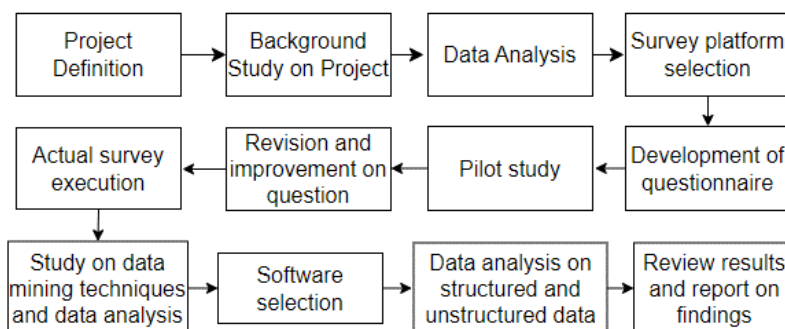 Project
Definition
Background
Study on Project
Data Analysis
Survey platform
selection
Actual survey
execution
Revision and
improvement on
question
Pilot study
Development of
questionnaire
Study on data
mining techniques
and data analysis
Software
selection
Data analysis on
structured and
unstructured data
Review results
and report on
findings